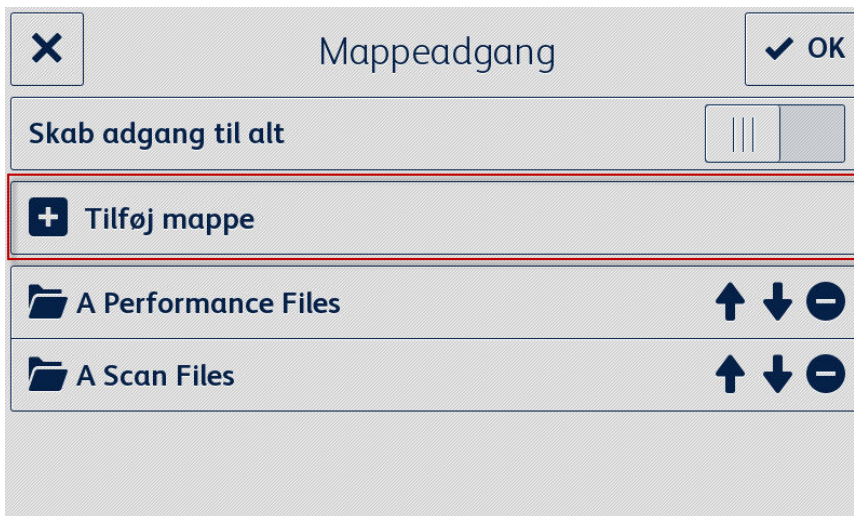 Mappeadgang
OK
Skab adgang til alt
Tilføj mappe
A Performance Files
A Scan Files